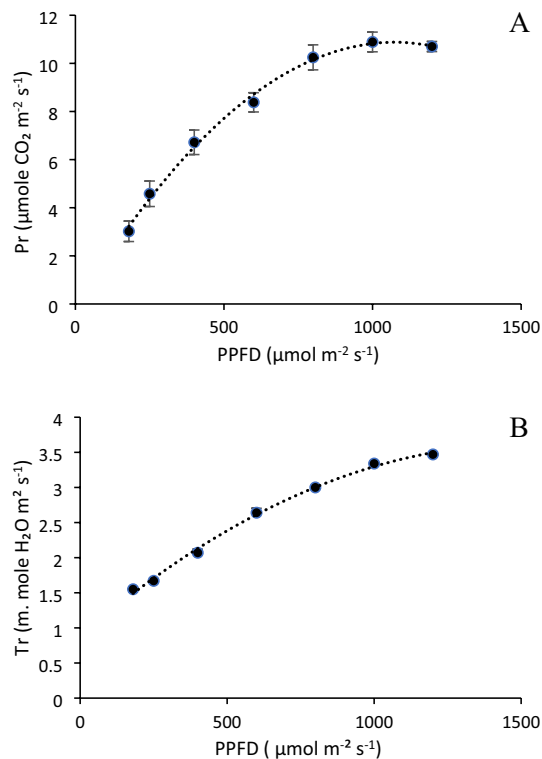 A
12
10
8
6
4
2
0
Pr (µmole CO₂ m⁻² s⁻¹)
0 500 1000 1500
PPFD (µmol m⁻² s⁻¹)
B
4
3.5
3
2.5
2
1.5
1
0.5
0
Tr (m. mole H₂O m² s⁻¹)
0 500 1000 1500
PPFD ( µmol m⁻² s⁻¹)